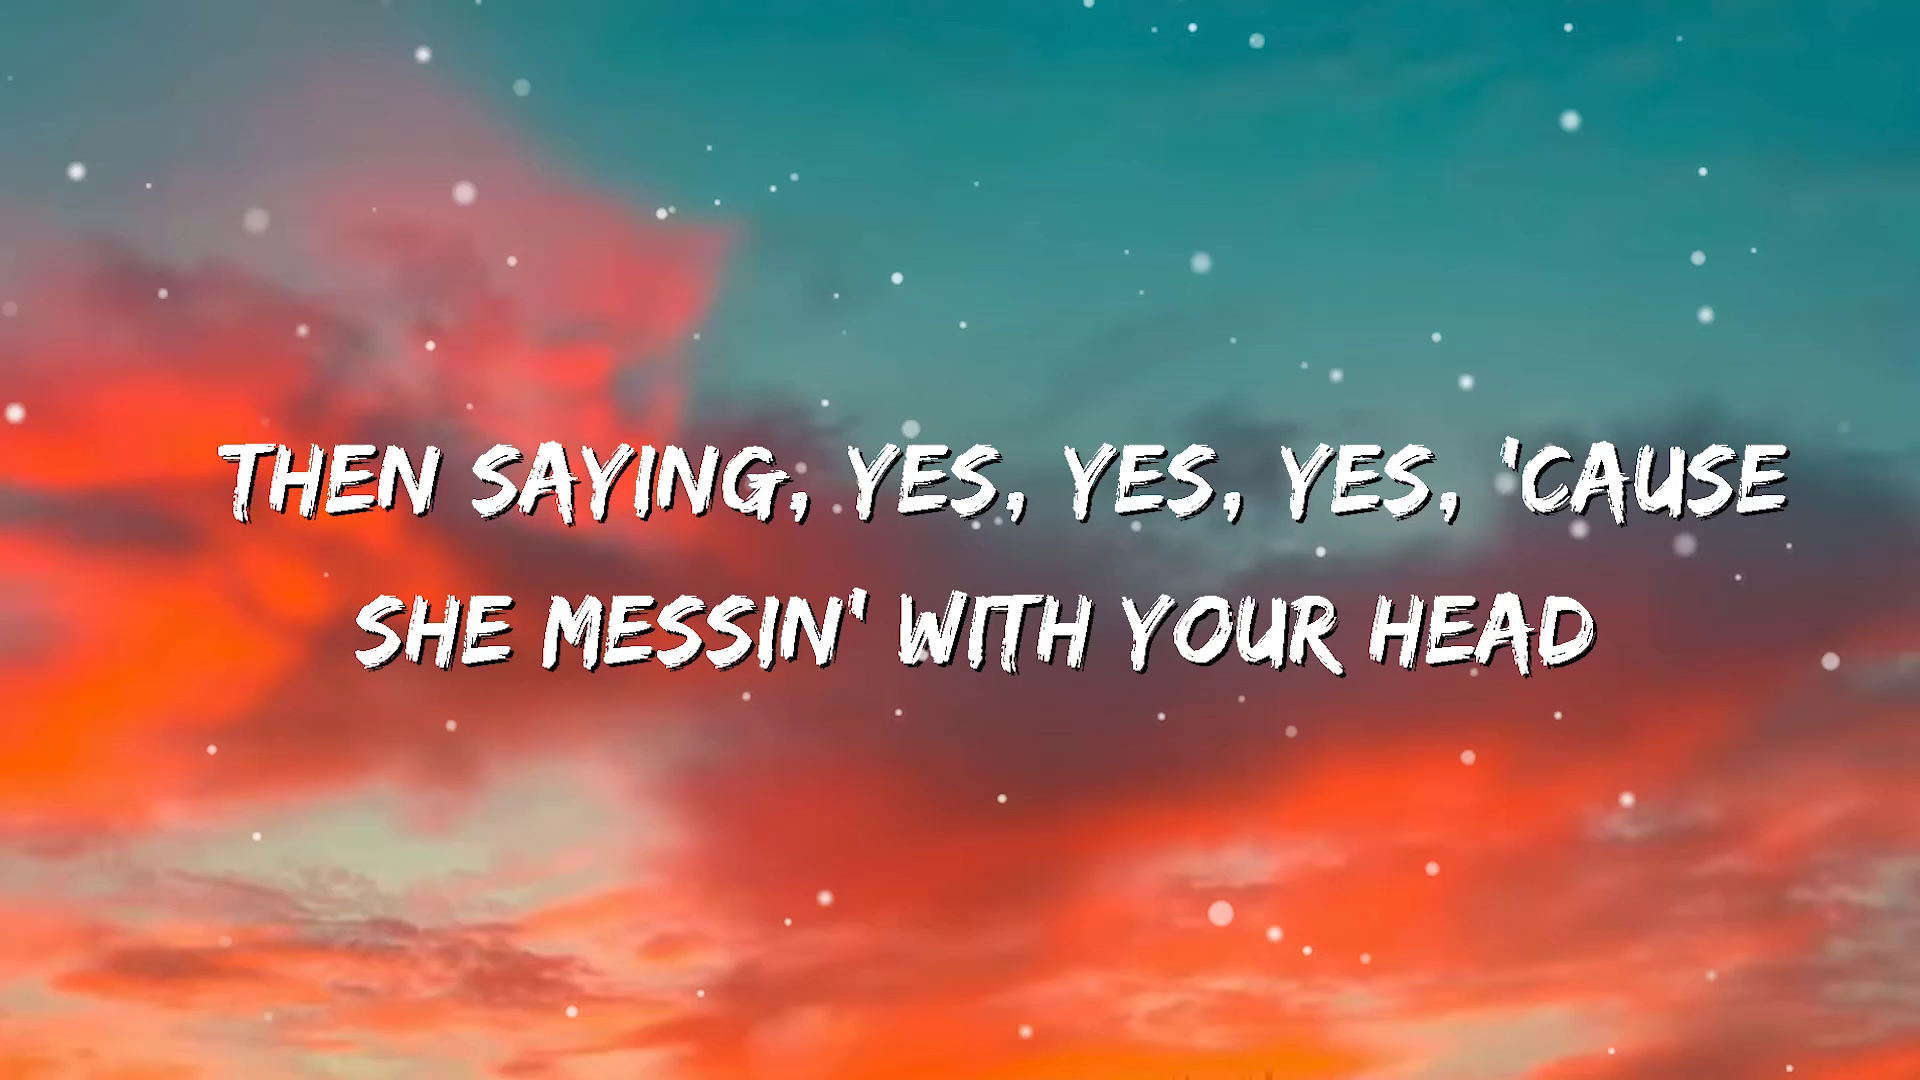 THEN SAYING, YES, YES, YES, 'CAUSE
SHE MESSIN' WITH YOUR HEAD